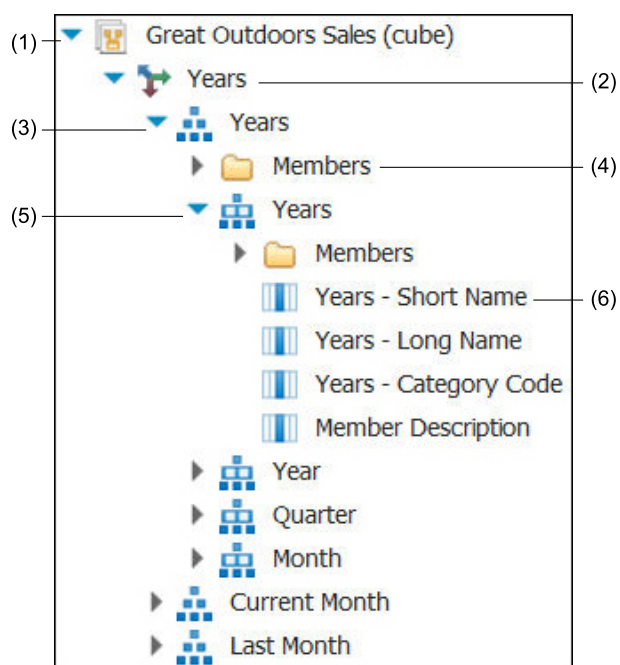 (1) Great Outdoors Sales (cube)
Years (2)
(3) Years
Members (4)
(5) Years
Members
Years - Short Name (6)
Years - Long Name
Years - Category Code
Member Description
Year
Quarter
Month
Current Month
Last Month